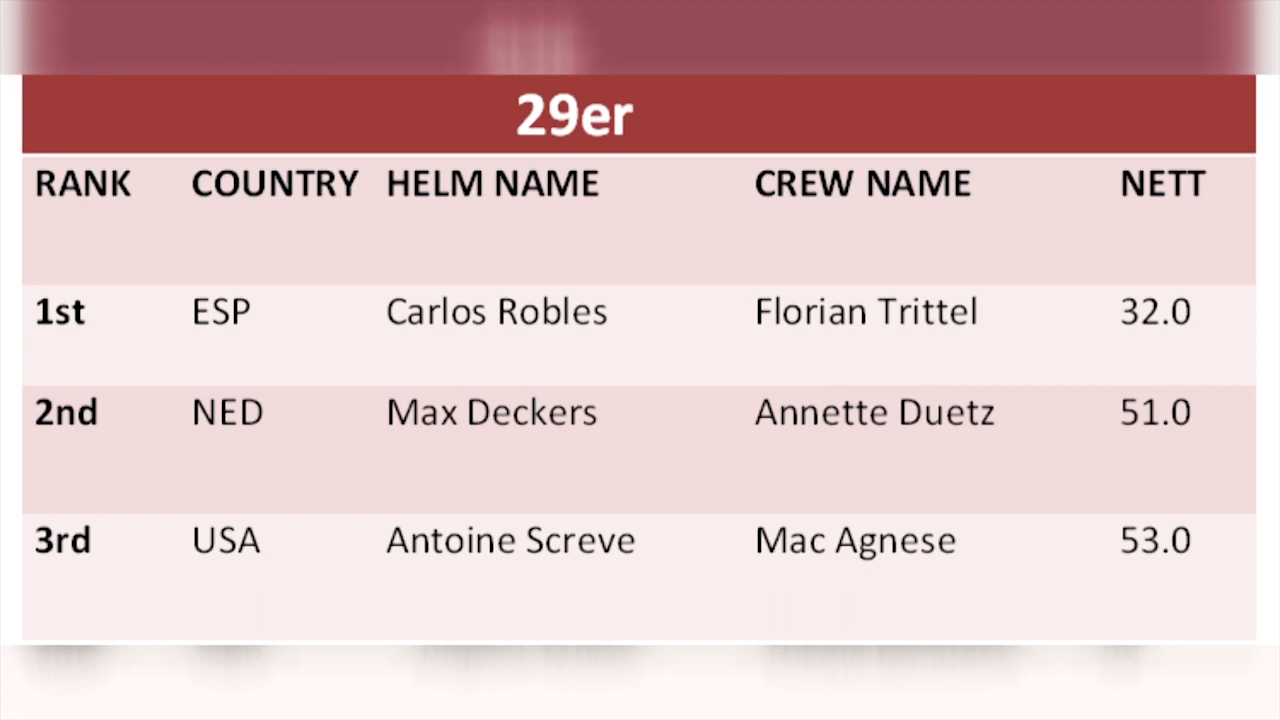 29er
RANK COUNTRY HELM NAME CREW NAME NETT
1st ESP Carlos Robles Florian Trittel 32.0
2nd NED Max Deckers Annette Duetz 51.0
3rd USA Antoine Screve Mac Agnese 53.0